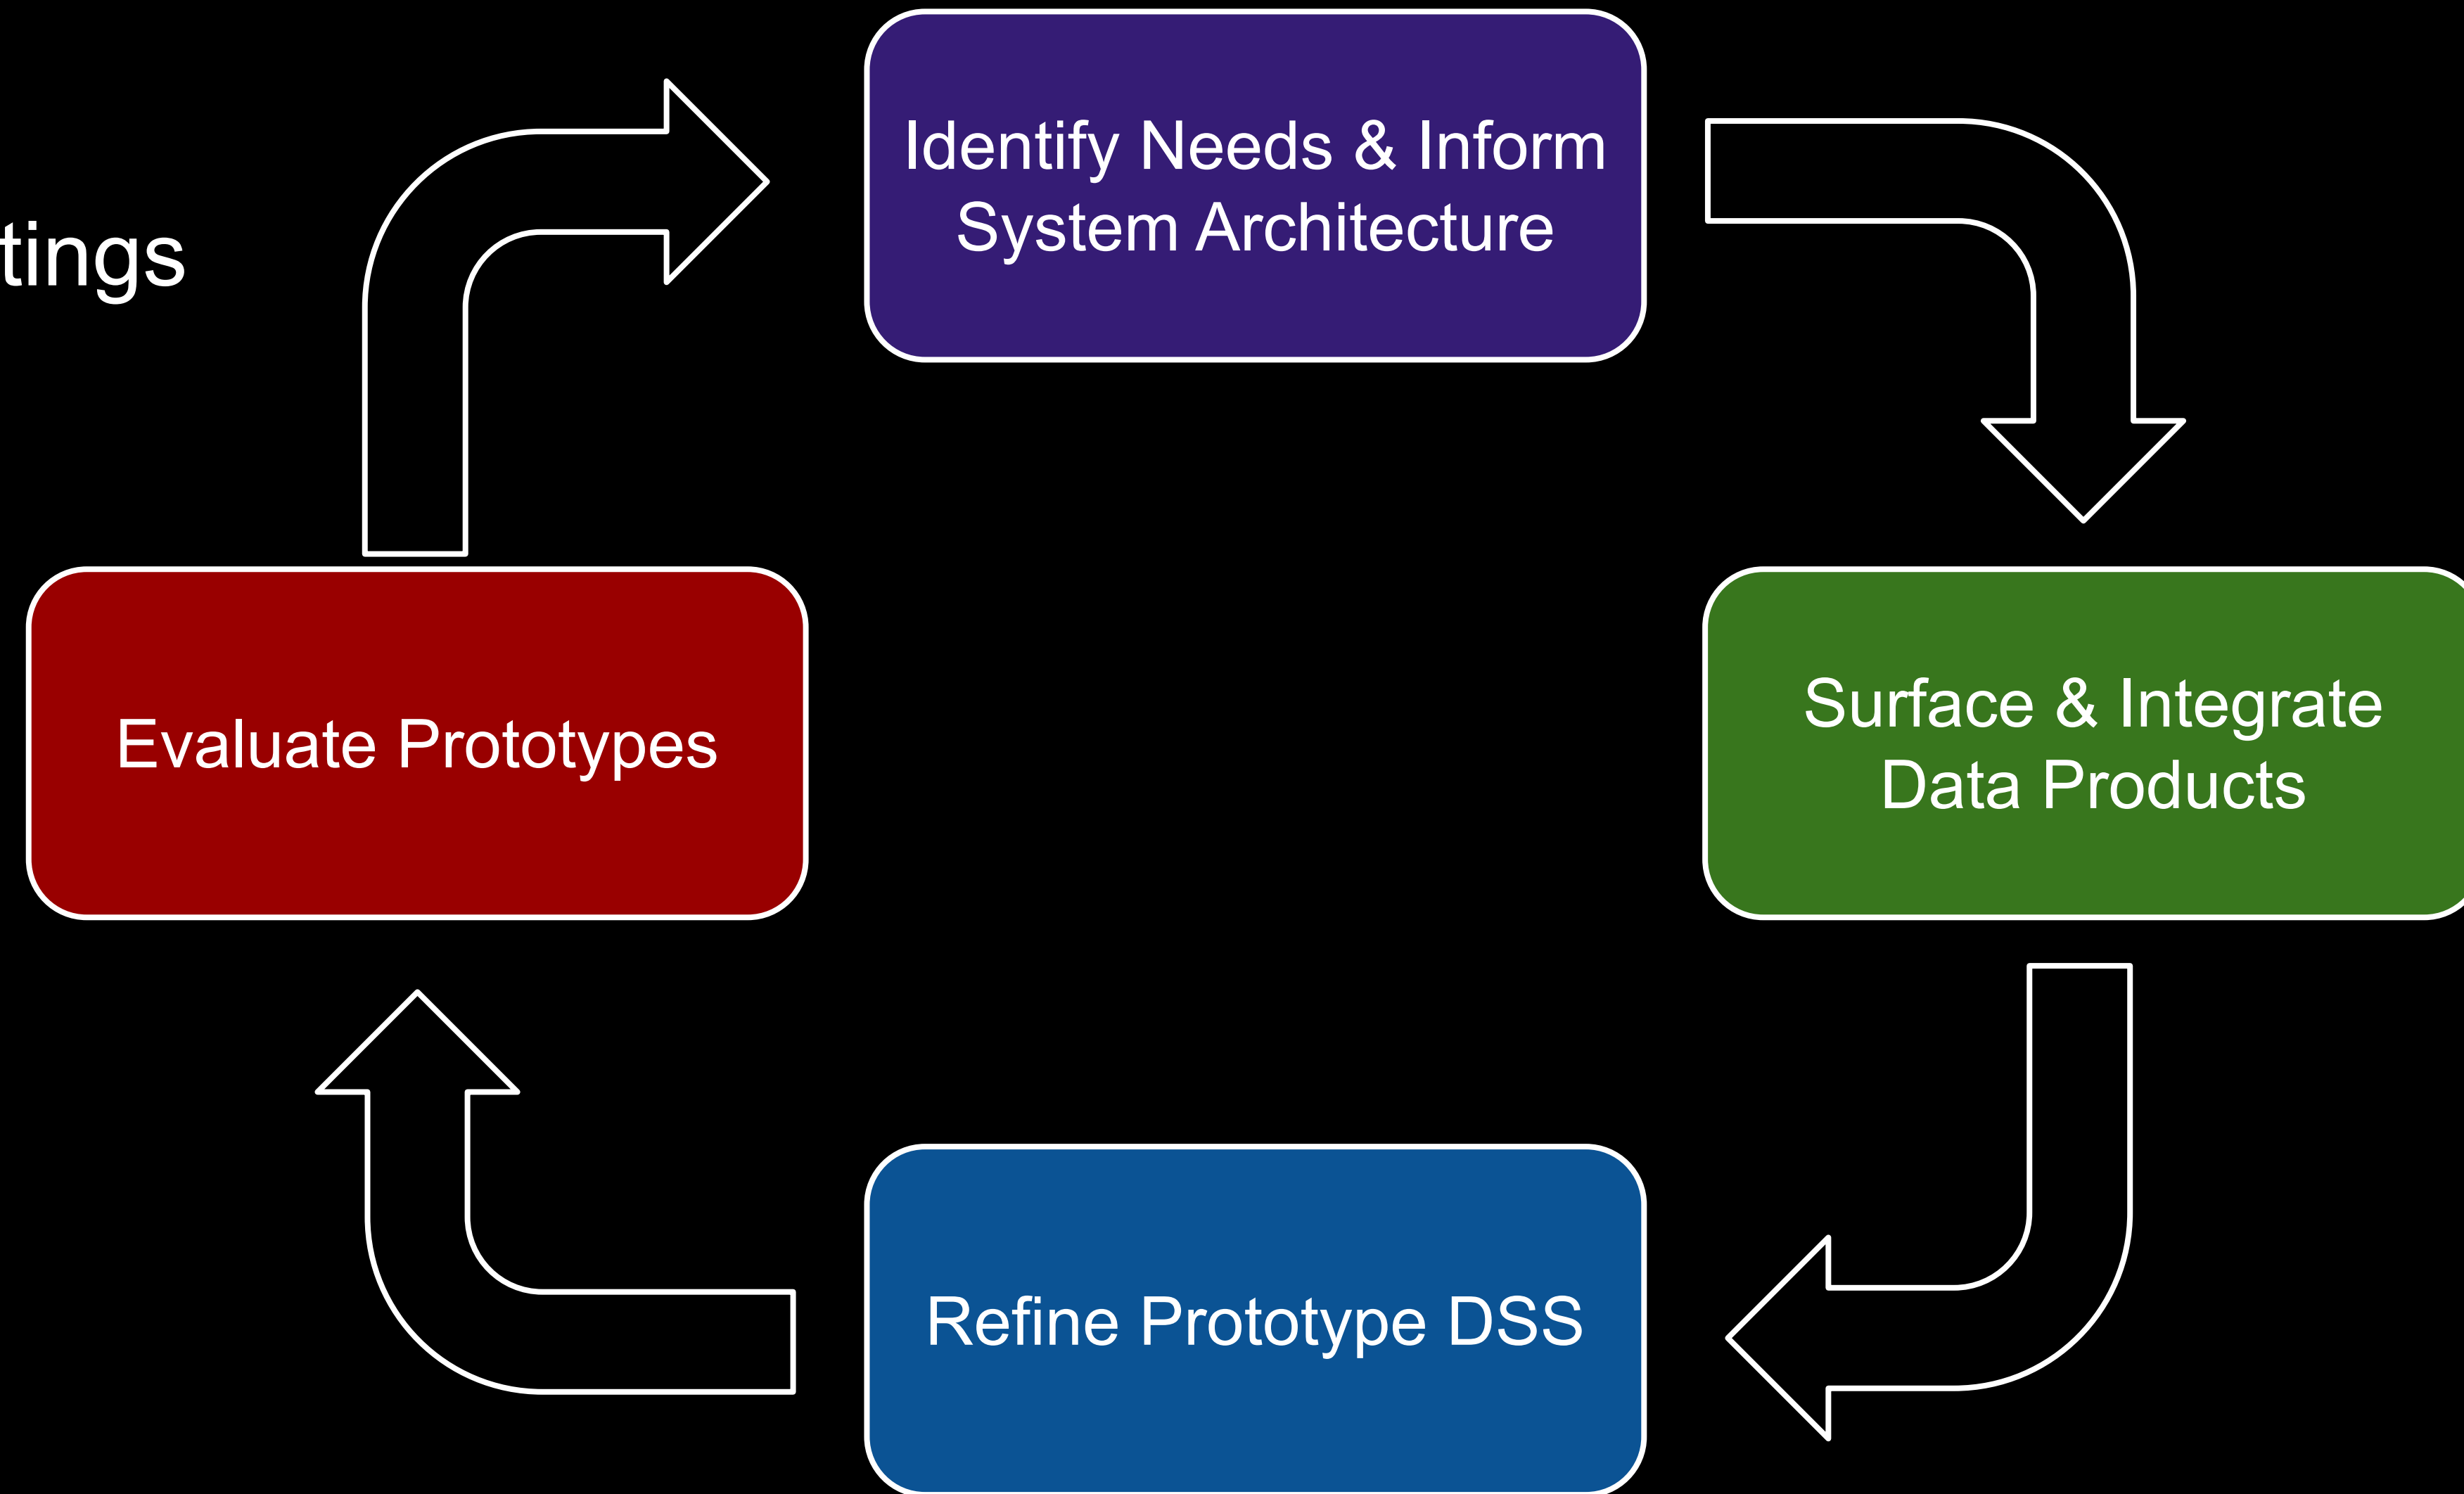 tings
Identify Needs & Inform
System Architecture
Evaluate Prototypes
Surface & Integrate
Data Products
Refine Prototype DSS